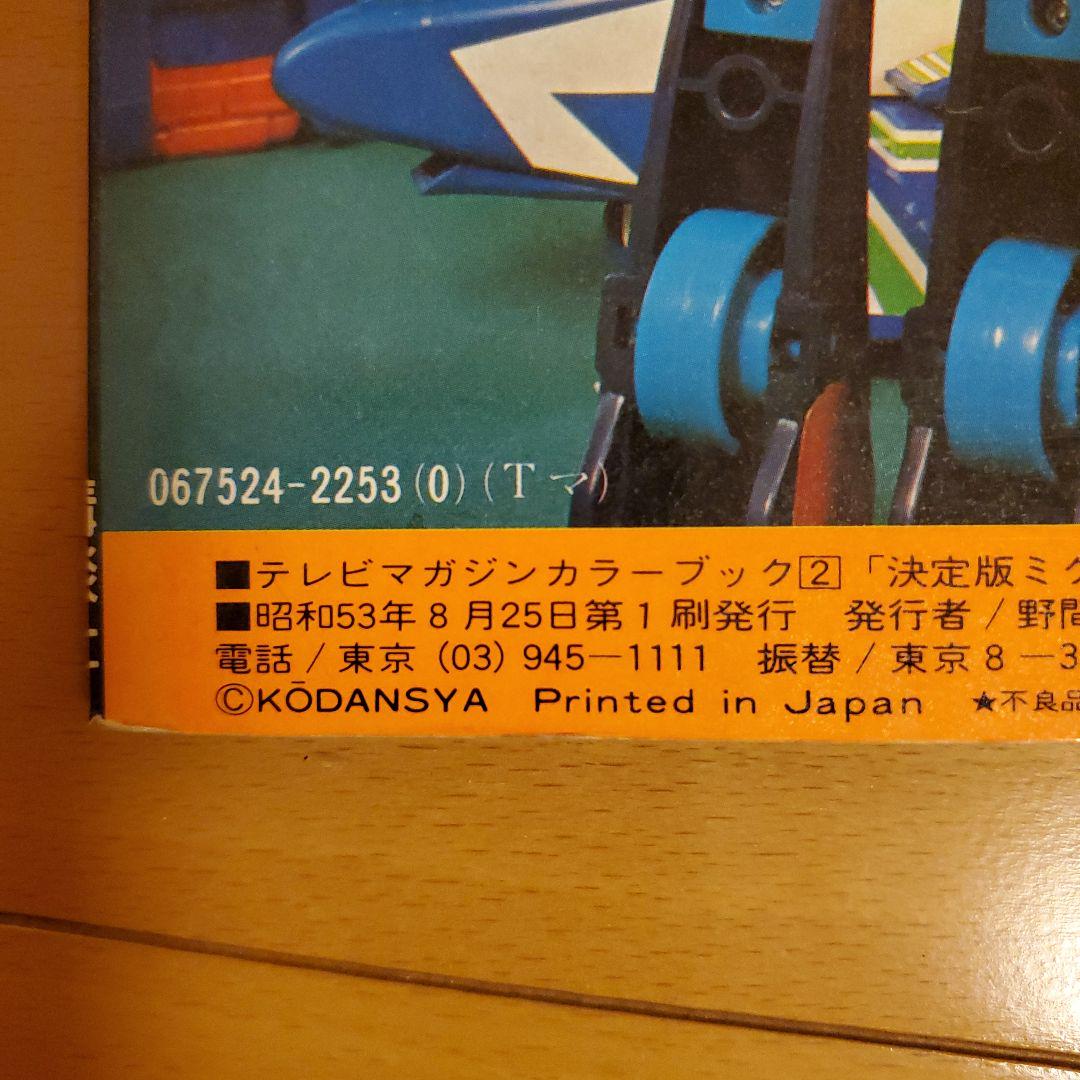 067524-2253(0)(Tマ)
■テレビマガジンカラーブック2「決定版ミク
■昭和53年8月25日第1刷発行 発行者/野間
電話/東京 (03) 945—1111 振替/東京8—3
©KŌDANSYA Printed in Japan ★不良品